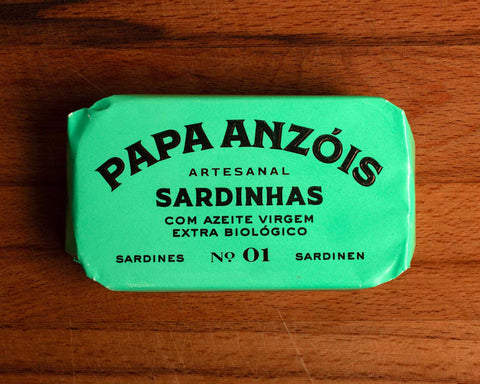 PAPA ANZÓIS
ARTESANAL
SARDINHAS
COM AZEITE VIRGEM
EXTRA BIOLÓGICO
SARDINES Nº 01 SARDINEN